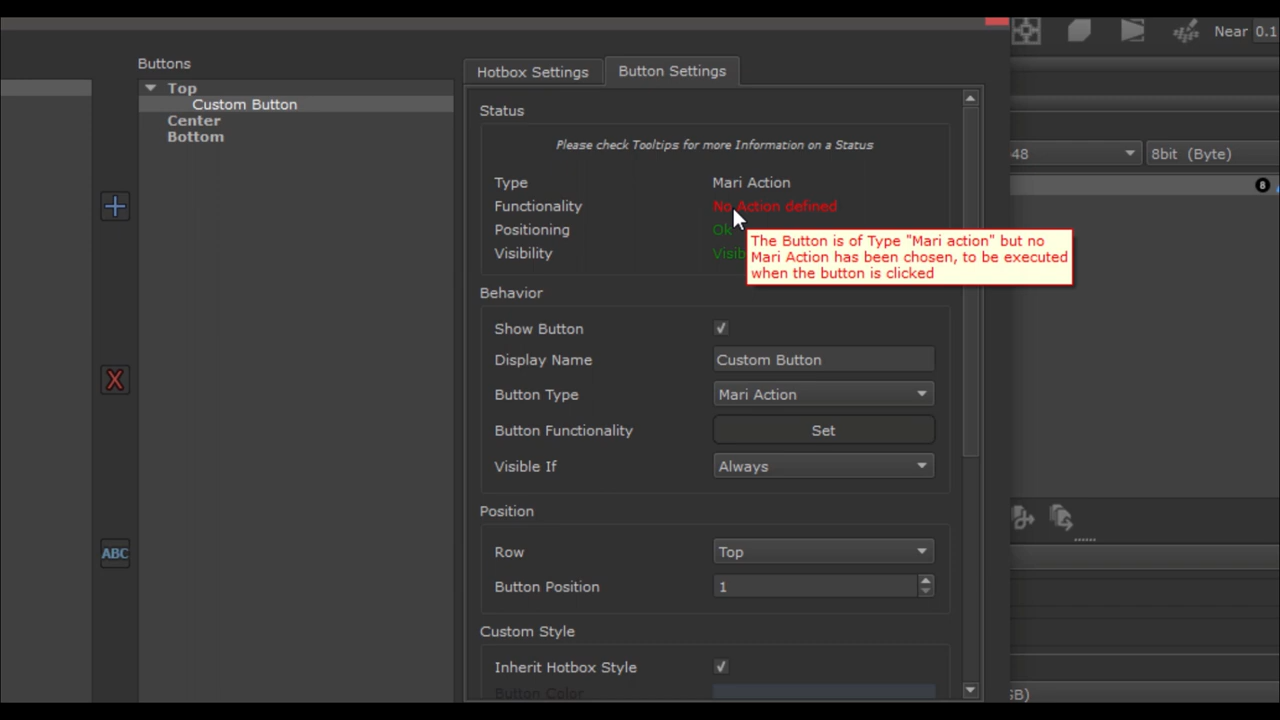 Near 0.1
Buttons
Hotbox Settings
Button Settings
Top
Custom Button
Center
Bottom
Status
Please check Tooltips for more Information on a Status
48
8bit (Byte)
Type
Mari Action
8
Functionality
No Action defined
Positioning
Ok
Visibility
The Button is of Type "Mari action" but no
Mari Action has been chosen, to be executed
when the button is clicked
Behavior
Show Button
Display Name
Custom Button
X
Button Type
Mari Action
Button Functionality
Set
Visible If
Always
Position
ABC
Row
Top
Button Position
1
Custom Style
Inherit Hotbox Style
Button Color